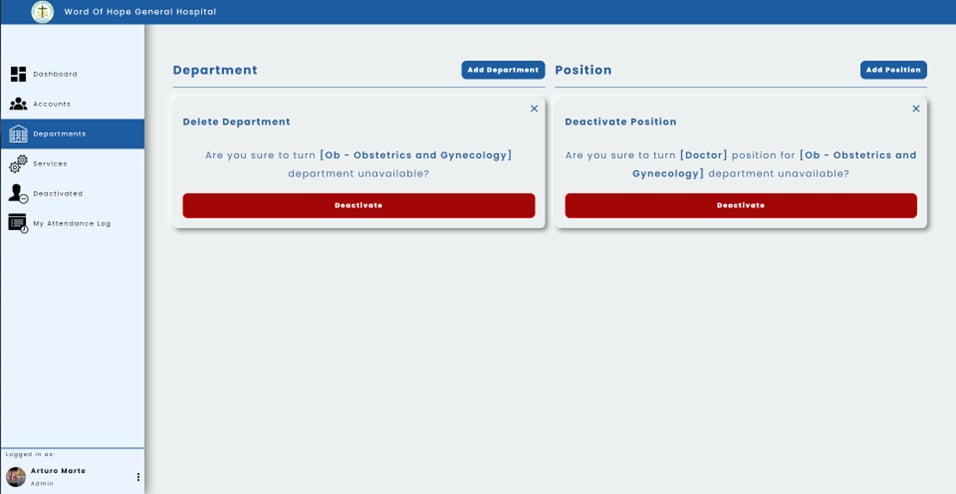 Word Of Hope General Hospital
Dashboard
Accounts
Departments
Services
Deactivated
My Attendance Log
Logged in as:
Arturo Marte
Admin
Department
Add Department
Delete Department
Are you sure to turn [Ob - Obstetrics and Gynecology]
department unavailable?
Deactivate
Position
Add Position
Deactivate Position
Are you sure to turn [Doctor] position for [Ob - Obstetrics and
Gynecology] department unavailable?
Deactivate